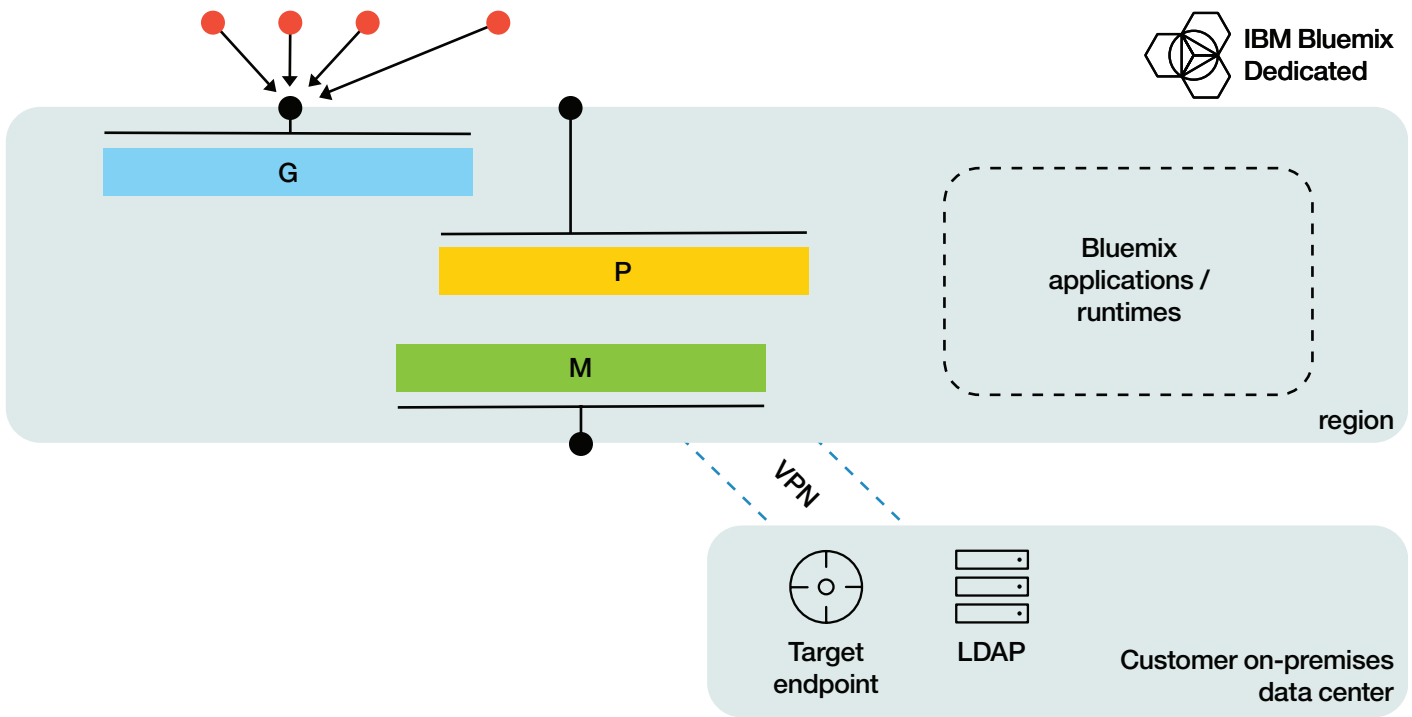 IBM Bluemix
Dedicated
G
P
Bluemix
applications /
runtimes
M
region
VPN
Target
endpoint
LDAP
Customer on-premises
data center